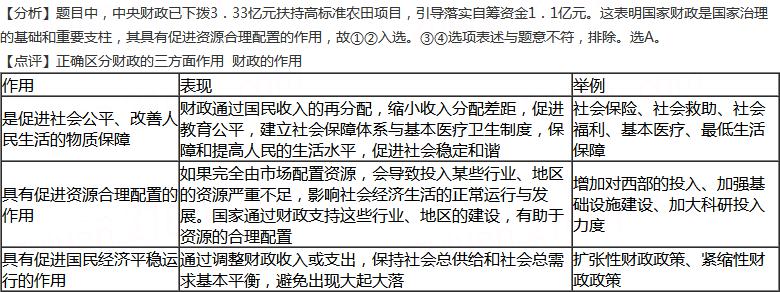 【分析】题目中，中央财政已下拨3．33亿元扶持高标准农田项目，引导落实自筹资金1．1亿元。这表明国家财政是国家治理
的基础和重要支柱，其具有促进资源合理配置的作用，故①②入选。③④选项表述与题意不符，排除。选A。
【点评】正确区分财政的三方面作用 财政的作用
作用 表现 举例
是促进社会公平、改善人
民生活的物质保障
财政通过国民收入的再分配，缩小收入分配差距，促进
教育公平，建立社会保障体系与基本医疗卫生制度，保
障和提高人民的生活水平，促进社会稳定和谐
社会保险、社会救助、社会
福利、基本医疗、最低生活
保障
具有促进资源合理配置的
作用
如果完全由市场配置资源，会导致投入某些行业、地区
的资源严重不足，影响社会经济生活的正常运行与发
展。国家通过财政支持这些行业、地区的建设，有助于
资源的合理配置
增加对西部的投入、加强基
础设施建设、加大科研投入
力度
具有促进国民经济平稳运
行的作用
通过调整财政收入或支出，保持社会总供给和社会总需
求基本平衡，避免出现大起大落
扩张性财政政策、紧缩性财
政政策